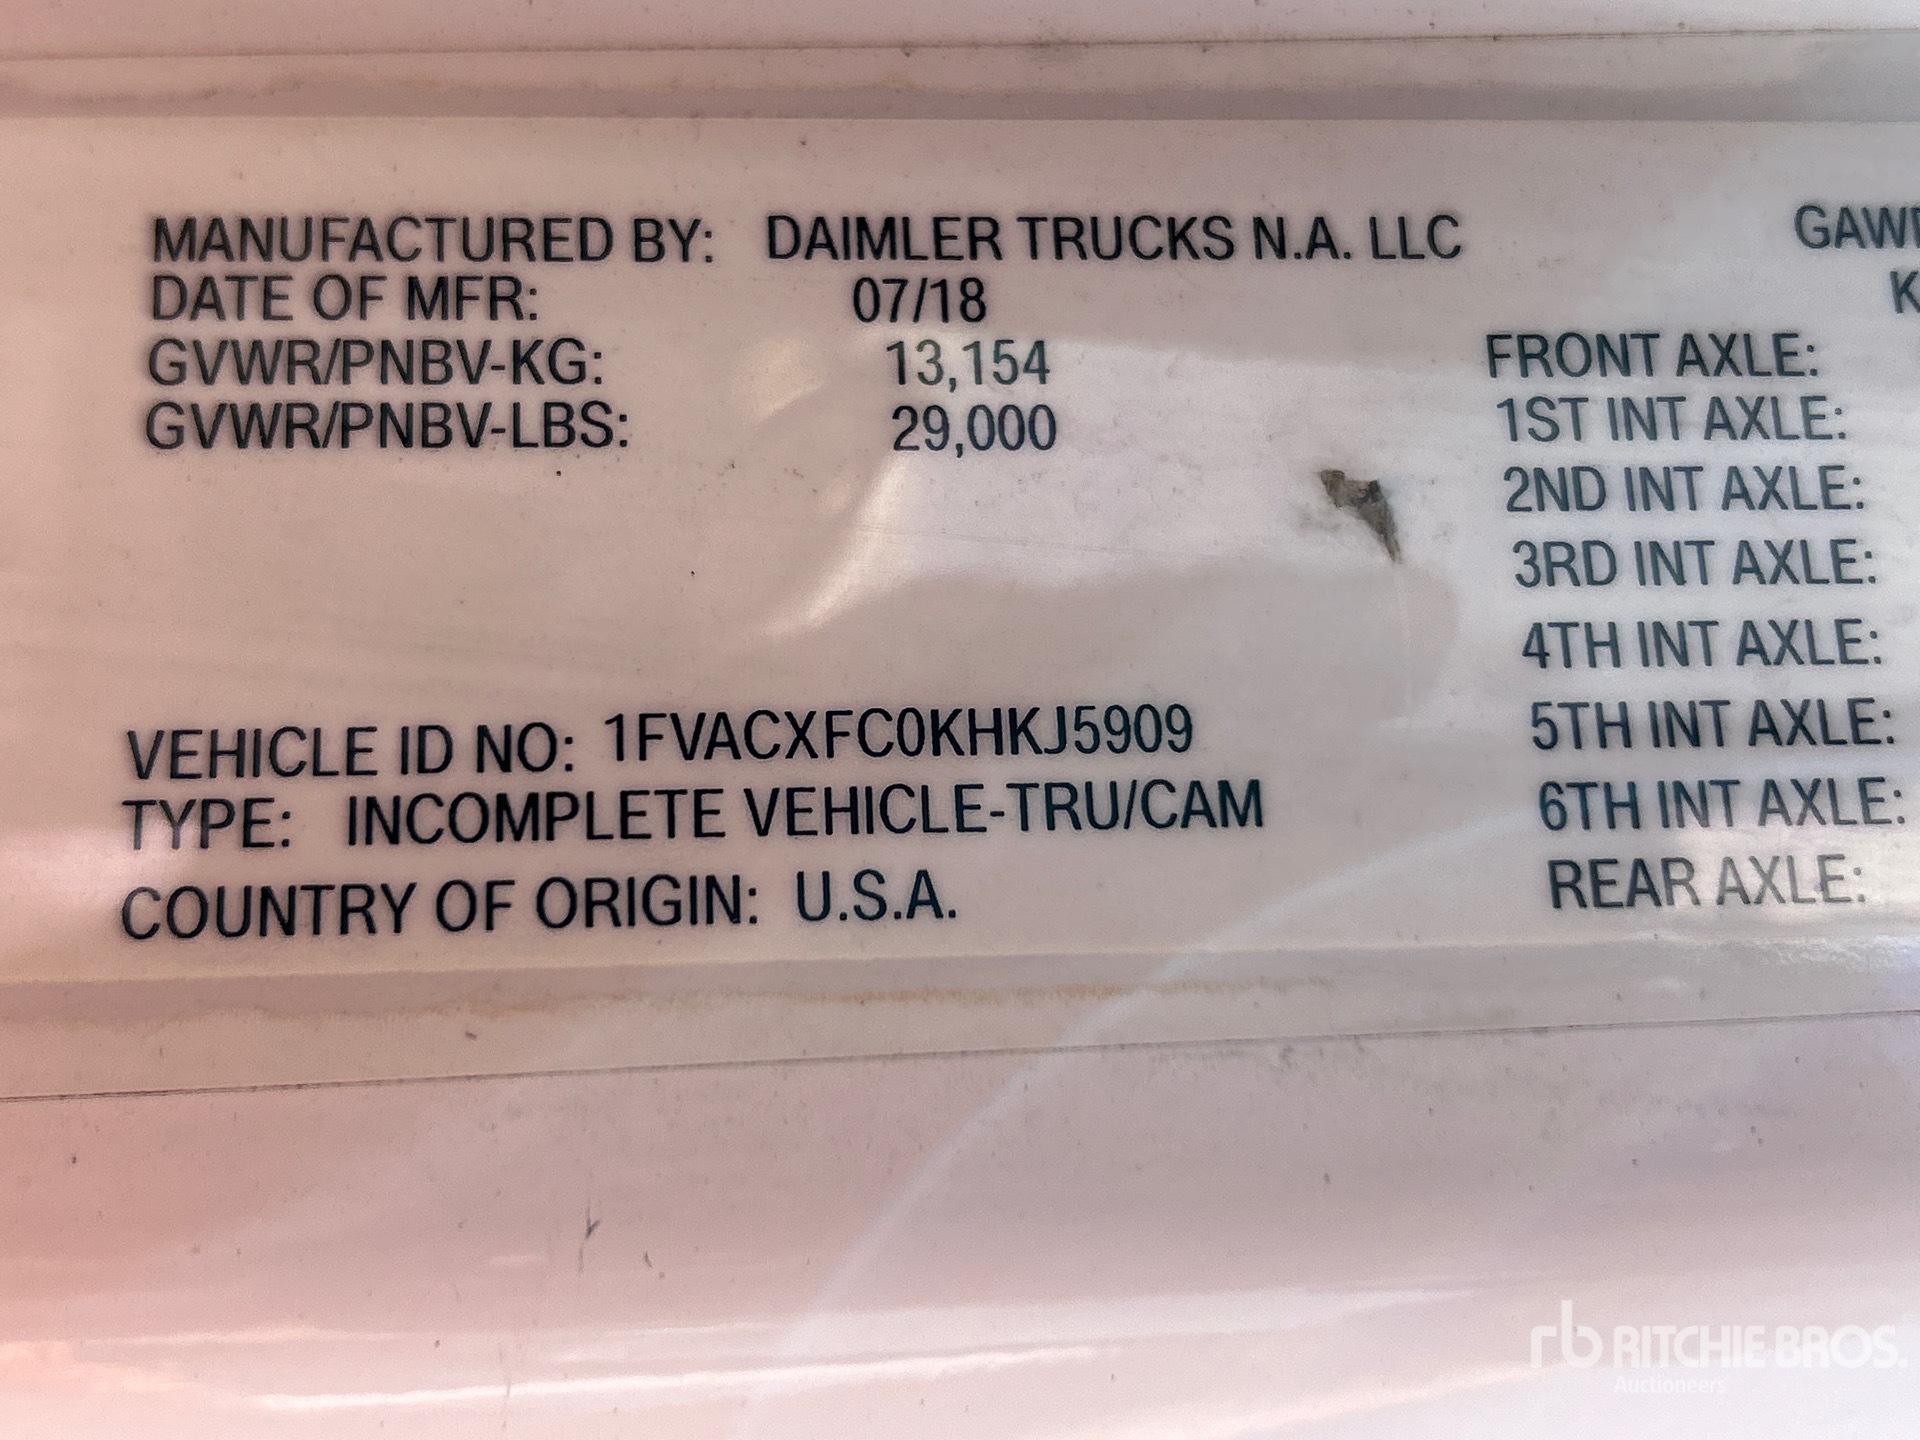 MANUFACTURED BY: DAIMLER TRUCKS N.A. LLC
DATE OF MFR: 07/18
GVWR/PNBV-KG: 13,154
GVWR/PNBV-LBS: 29,000
VEHICLE ID NO: 1FVACXFC0KHKJ5909
TYPE: INCOMPLETE VEHICLE-TRU/CAM
COUNTRY OF ORIGIN: U.S.A.
FRONT AXLE:
1ST INT AXLE:
2ND INT AXLE:
3RD INT AXLE:
4TH INT AXLE:
5TH INT AXLE:
6TH INT AXLE:
REAR AXLE:
rb RITCHIE BROS.
Auctioneers